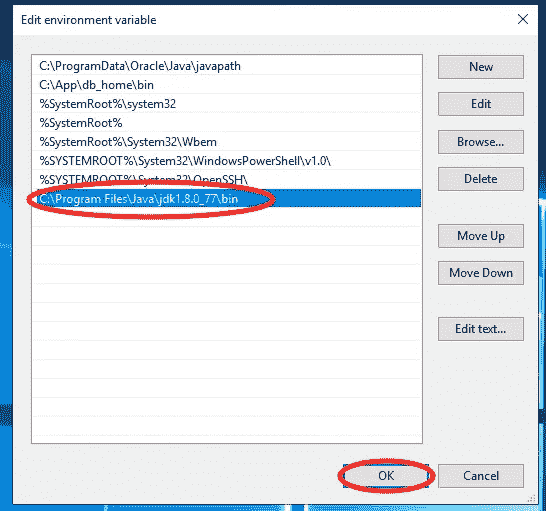 Edit environment variable
C:\ProgramData\Oracle\Java\javapath
C:\App\db_home\bin
%SystemRoot%\system32
%SystemRoot%
%SystemRoot%\System32\Wbem
%SYSTEMROOT%\System32\WindowsPowerShell\v1.0\
%SYSTEMROOT%\System32\OpenSSH\
C:\Program Files\Java\jdk1.8.0_77\bin
New
Edit
Browse...
Delete
Move Up
Move Down
Edit text...
OK
Cancel